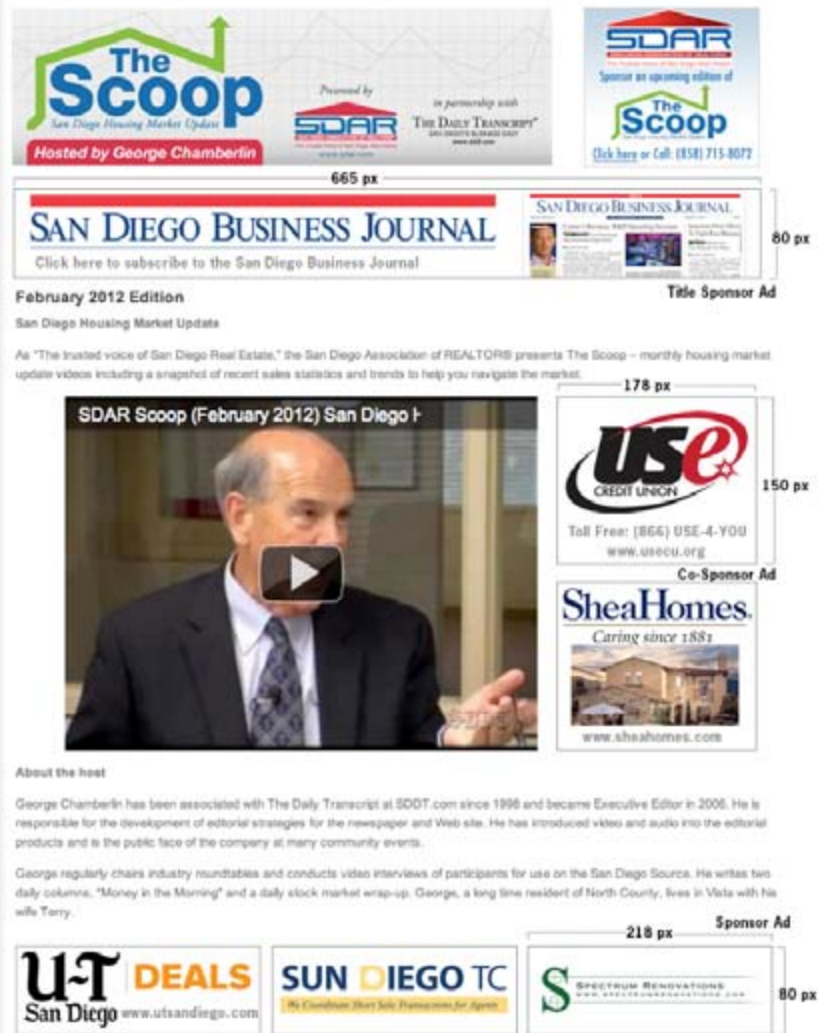 The
Scoop
San Diego Housing Market Update
Hosted by George Chamberlin
Presented by
SDAR
www.sdar.com
in partnership with
THE DAILY TRANSCRIPT
SDAR
Sponsor an upcoming edition of
The
Scoop
Click here or Call: (858) 715-8072
665 px
SAN DIEGO BUSINESS JOURNAL
Click here to subscribe to the San Diego Business Journal
SAN DIEGO BUSINESS JOURNAL
80 px
Title Sponsor Ad
February 2012 Edition
San Diego Housing Market Update
As "The trusted voice of San Diego Real Estate," the San Diego Association of REALTORS® presents The Scoop – monthly housing market
update videos including a snapshot of recent sales statistics and trends to help you navigate the market.
178 px
SDAR Scoop (February 2012) San Diego H
USe
CREDIT UNION
Toll Free: (866) USE-4-YOU
www.usecu.org
150 px
Co-Sponsor Ad
SheaHomes.
Caring since 1881
www.sheahomes.com
About the host
George Chamberlin has been associated with The Daily Transcript at SDDT.com since 1998 and became Executive Editor in 2006. He is
responsible for the development of editorial strategies for the newspaper and Web site. He has introduced video and audio into the editorial
products and is the public face of the company at many community events.
George regularly chairs industry roundtables and conducts video interviews of participants for use on the San Diego Source. He writes two
daily columns, "Money in the Morning" and a daily stock market wrap-up. George, a long time resident of North County, lives in Vista with his
wife Terry.
Sponsor Ad
218 px
U-T San Diego
DEALS
www.utsandiego.com
SUN DIEGO TC
We Coordinate Short Sale Transactions for Agents
SPECTRUM RENOVATIONS
WWW.SPECTRUMRENOVATIONS.COM
80 px